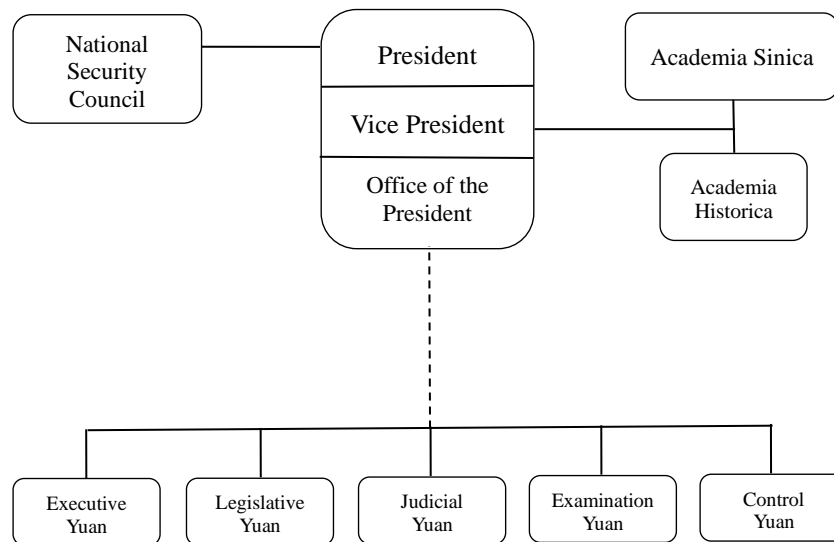 National
Security
Council
President
Vice President
Office of the
President
Academia Sinica
Academia
Historica
Executive
Yuan
Legislative
Yuan
Judicial
Yuan
Examination
Yuan
Control
Yuan